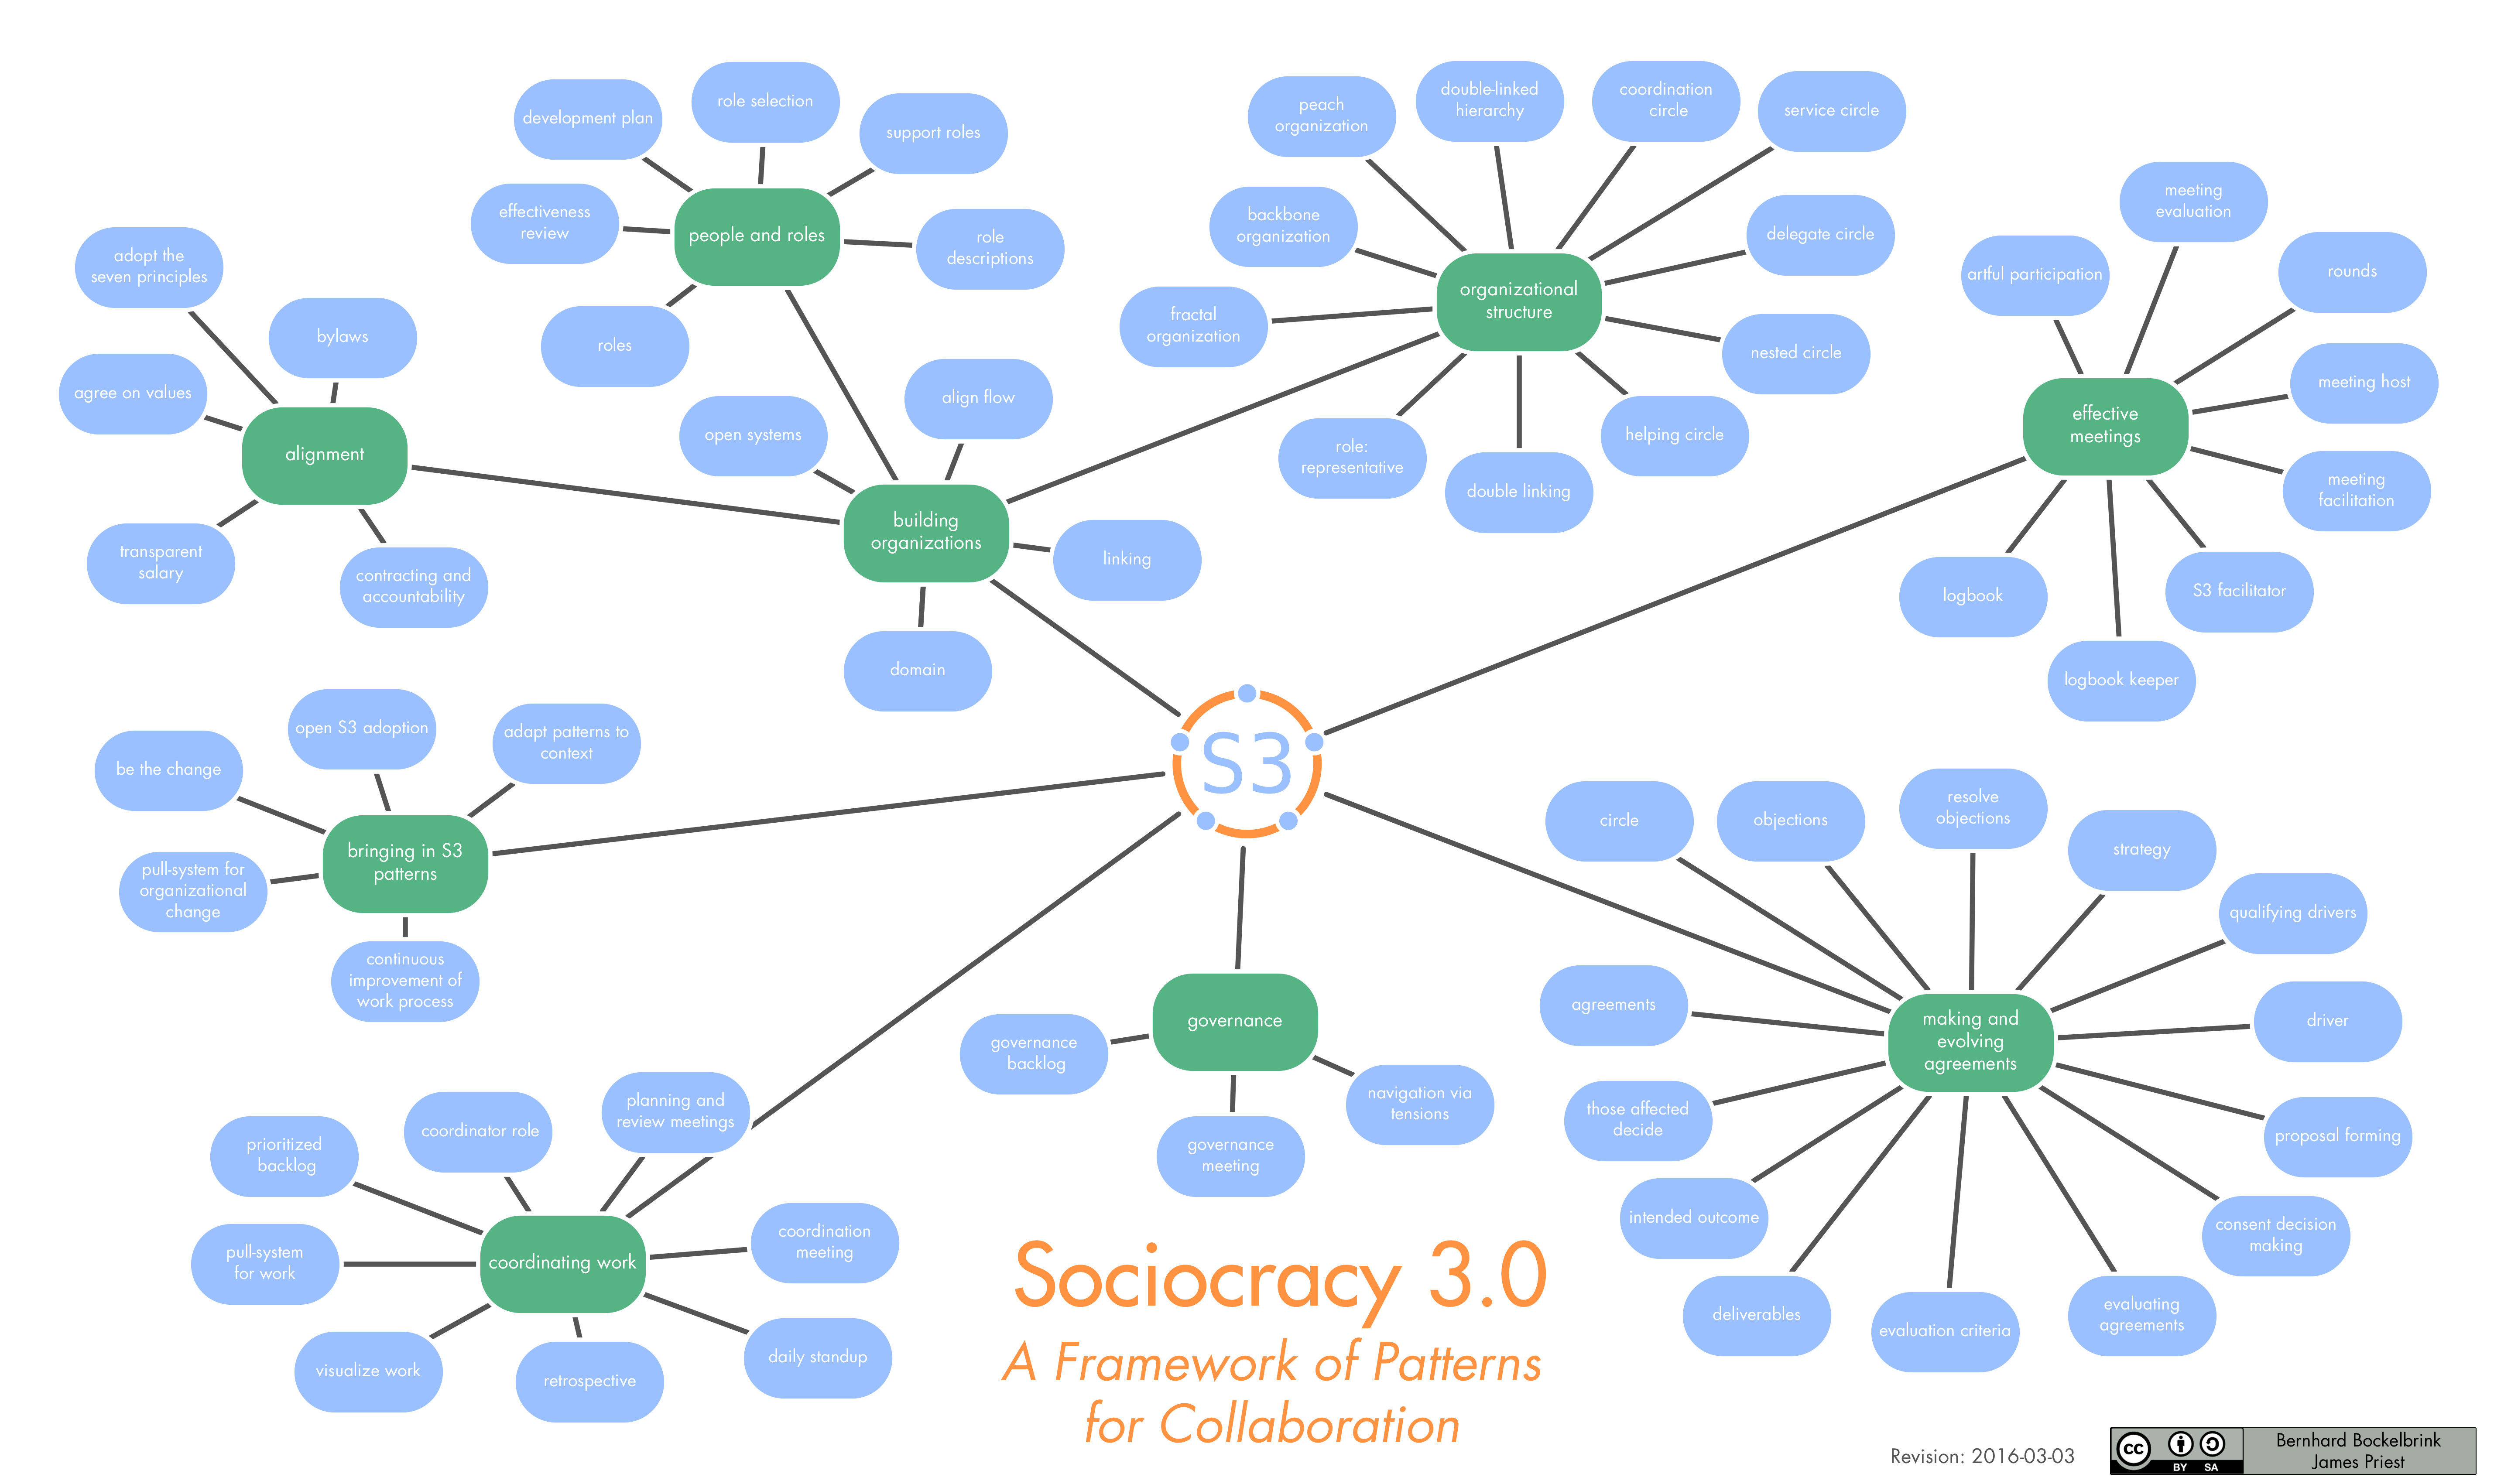 development plan
role selection
support roles
effectiveness
review
people and roles
role
descriptions
roles
adopt the
seven principles
bylaws
agree on values
alignment
transparent
salary
contracting and
accountability
open systems
align flow
building
organizations
linking
domain
peach
organization
double-linked
hierarchy
coordination
circle
service circle
backbone
organization
delegate circle
organizational
structure
fractal
organization
nested circle
role:
representative
double linking
helping circle
meeting
evaluation
artful participation
rounds
meeting host
effective
meetings
meeting
facilitation
logbook
S3 facilitator
logbook keeper
S3
open S3 adoption
adapt patterns to
context
be the change
bringing in S3
patterns
pull-system for
organizational
change
continuous
improvement of
work process
circle
objections
resolve
objections
strategy
qualifying drivers
agreements
driver
making and
evolving
agreements
those affected
decide
proposal forming
intended outcome
consent decision
making
deliverables
evaluation criteria
evaluating
agreements
governance
governance
backlog
navigation via
tensions
governance
meeting
planning and
review meetings
coordinator role
prioritized
backlog
coordination
meeting
pull-system
for work
coordinating work
visualize work
retrospective
daily standup
Sociocracy 3.0
A Framework of Patterns
for Collaboration
Revision: 2016-03-03
cc
BY SA
Bernhard Bockelbrink
James Priest